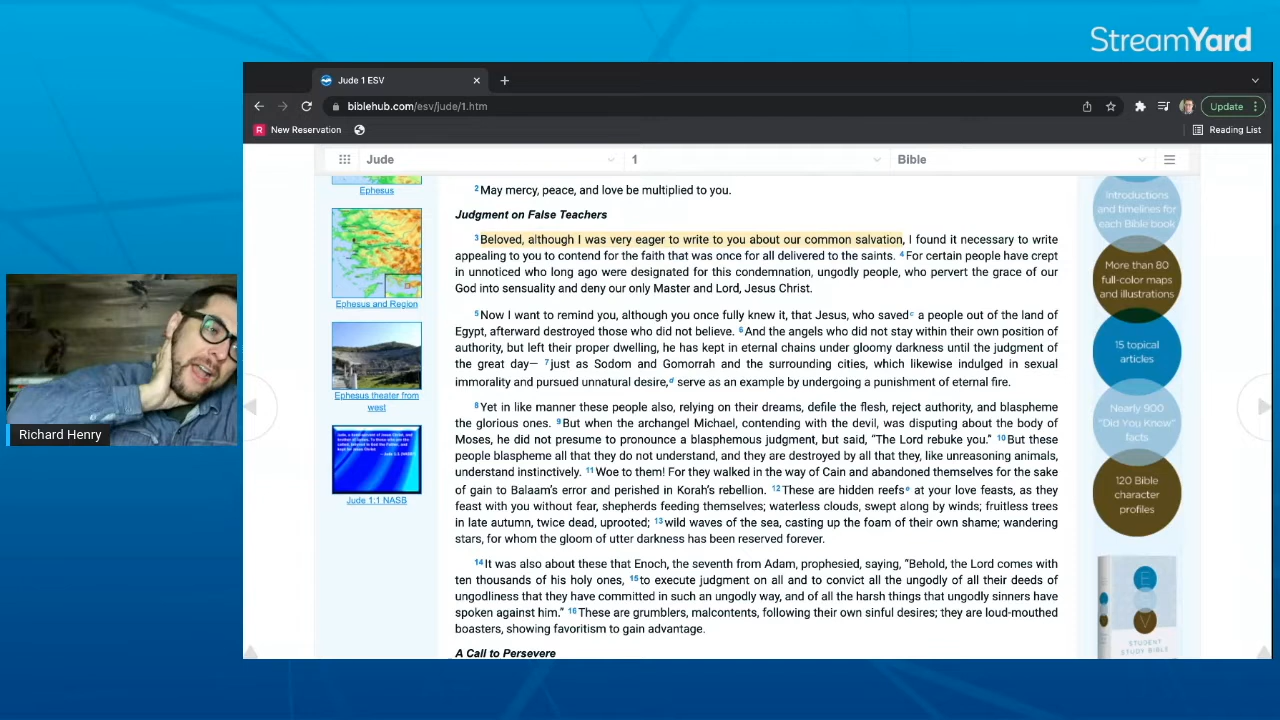 StreamYard
Jude 1 ESV
biblehub.com/esv/jude/1.htm
Update
R New Reservation
Reading List
Jude
1
Bible
Ephesus
Ephesus and Region
Ephesus theater from
west
Jude 1:1 NASB
2 May mercy, peace, and love be multiplied to you.
Judgment on False Teachers
3 Beloved, although I was very eager to write to you about our common salvation, I found it necessary to write
appealing to you to contend for the faith that was once for all delivered to the saints. 4 For certain people have crept
in unnoticed who long ago were designated for this condemnation, ungodly people, who pervert the grace of our
God into sensuality and deny our only Master and Lord, Jesus Christ.
5 Now I want to remind you, although you once fully knew it, that Jesus, who saved c a people out of the land of
Egypt, afterward destroyed those who did not believe. 6 And the angels who did not stay within their own position of
authority, but left their proper dwelling, he has kept in eternal chains under gloomy darkness until the judgment of
the great day— 7 just as Sodom and Gomorrah and the surrounding cities, which likewise indulged in sexual
immorality and pursued unnatural desire, d serve as an example by undergoing a punishment of eternal fire.
8 Yet in like manner these people also, relying on their dreams, defile the flesh, reject authority, and blaspheme
the glorious ones. 9 But when the archangel Michael, contending with the devil, was disputing about the body of
Moses, he did not presume to pronounce a blasphemous judgment, but said, “The Lord rebuke you.” 10 But these
people blaspheme all that they do not understand, and they are destroyed by all that they, like unreasoning animals,
understand instinctively. 11 Woe to them! For they walked in the way of Cain and abandoned themselves for the sake
of gain to Balaam’s error and perished in Korah’s rebellion. 12 These are hidden reefs e at your love feasts, as they
feast with you without fear, shepherds feeding themselves; waterless clouds, swept along by winds; fruitless trees
in late autumn, twice dead, uprooted; 13 wild waves of the sea, casting up the foam of their own shame; wandering
stars, for whom the gloom of utter darkness has been reserved forever.
14 It was also about these that Enoch, the seventh from Adam, prophesied, saying, “Behold, the Lord comes with
ten thousands of his holy ones, 15 to execute judgment on all and to convict all the ungodly of all their deeds of
ungodliness that they have committed in such an ungodly way, and of all the harsh things that ungodly sinners have
spoken against him.” 16 These are grumblers, malcontents, following their own sinful desires; they are loud-mouthed
boasters, showing favoritism to gain advantage.
A Call to Persevere
introductions
and timelines for
each Bible book
More than 80
full-color maps
and illustrations
15 topical
articles
Nearly 900
“Did You Know”
facts
120 Bible
character
profiles
E
V
STUDENT
STUDY BIBLE
Richard Henry